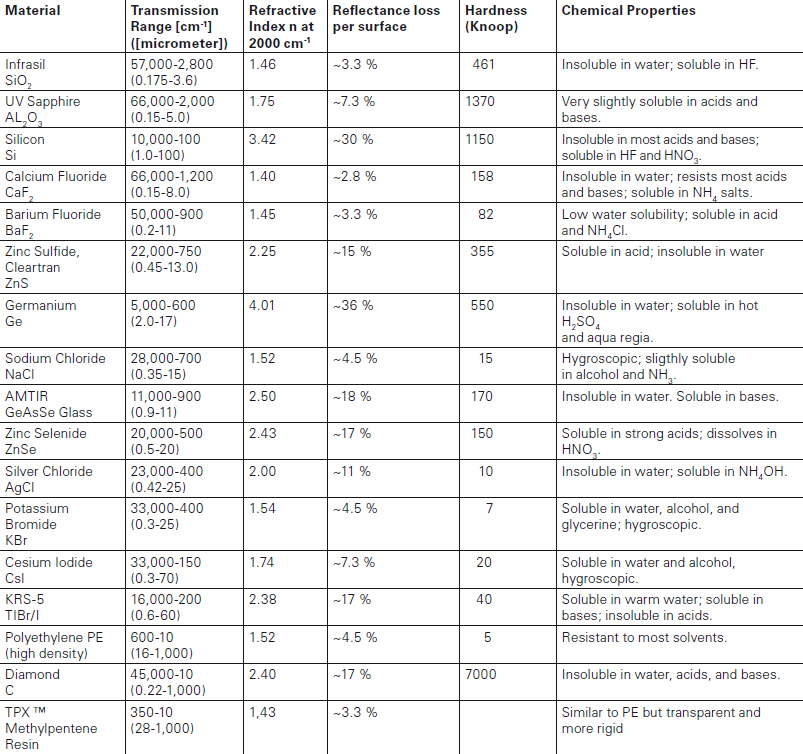 Material Transmission Range [cm-1] ([micrometer]) Refractive Index n at 2000 cm-1 Reflectance loss per surface Hardness (Knoop) Chemical Properties
Infrasil 57,000-2,800 1.46 ~3.3 % 461 Insoluble in water; soluble in HF.
SiO2 (0.175-3.6)
UV Sapphire 66,000-2,000 1.75 ~7.3 % 1370 Very slightly soluble in acids and
AL2O3 (0.15-5.0) bases.
Silicon 10,000-100 3.42 ~30 % 1150 Insoluble in most acids and bases;
Si (1.0-100) soluble in HF and HNO3.
Calcium Fluoride 66,000-1,200 1.40 ~2.8 % 158 Insoluble in water; resists most acids
CaF2 (0.15-8.0) and bases; soluble in NH4 salts.
Barium Fluoride 50,000-900 1.45 ~3.3 % 82 Low water solubility; soluble in acid
BaF2 (0.2-11) and NH4Cl.
Zinc Sulfide, 22,000-750 2.25 ~15 % 355 Soluble in acid; insoluble in water
Cleartran (0.45-13.0)
ZnS
Germanium 5,000-600 4.01 ~36 % 550 Insoluble in water; soluble in hot
Ge (2.0-17) H2SO4
and aqua regia.
Sodium Chloride 28,000-700 1.52 ~4.5 % 15 Hygroscopic; sligthly soluble
NaCl (0.35-15) in alcohol and NH3.
AMTIR 11,000-900 2.50 ~18 % 170 Insoluble in water. Soluble in bases.
GeAsSe Glass (0.9-11)
Zinc Selenide 20,000-500 2.43 ~17 % 150 Soluble in strong acids; dissolves in
ZnSe (0.5-20) HNO3.
Silver Chloride 23,000-400 2.00 ~11 % 10 Insoluble in water; soluble in NH4OH.
AgCl (0.42-25)
Potassium 33,000-400 1.54 ~4.5 % 7 Soluble in water, alcohol, and
Bromide (0.3-25) glycerine; hygroscopic.
KBr
Cesium Iodide 33,000-150 1.74 ~7.3 % 20 Soluble in water and alcohol,
CsI (0.3-70) hygroscopic.
KRS-5 16,000-200 2.38 ~17 % 40 Soluble in warm water; soluble in
TlBr/I (0.6-60) bases; insoluble in acids.
Polyethylene PE 600-10 1.52 ~4.5 % 5 Resistant to most solvents.
(high density) (16-1,000)
Diamond 45,000-10 2.40 ~17 % 7000 Insoluble in water, acids, and bases.
C (0.22-1,000)
TPX ™ 350-10 1,43 ~3.3 % Similar to PE but transparent and
Methylpentene (28-1,000) more rigid
Resin